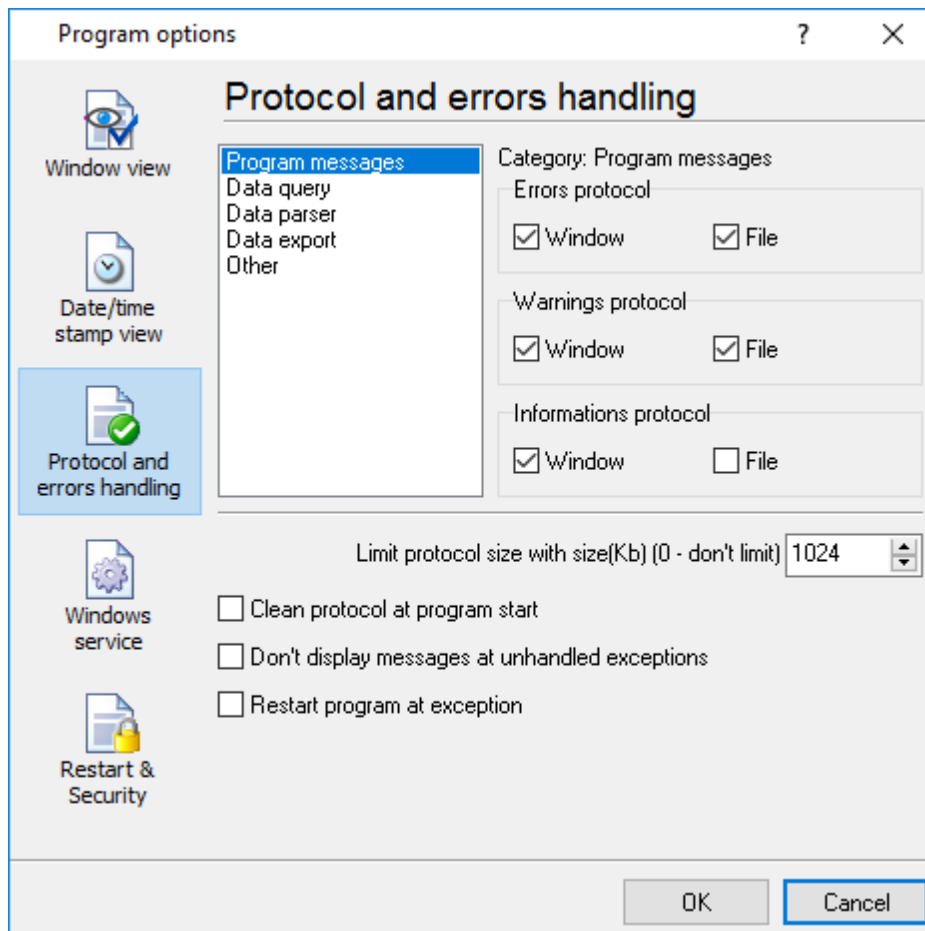 Program options
?
Window view
Date/time
stamp view
Protocol and
errors handling
Windows
service
Restart &
Security
Protocol and errors handling
Program messages
Data query
Data parser
Data export
Other
Category: Program messages
Errors protocol
Window File
Warnings protocol
Window File
Informations protocol
Window File
Limit protocol size with size(Kb) (0 - don't limit) 1024
Clean protocol at program start
Don't display messages at unhandled exceptions
Restart program at exception
OK Cancel